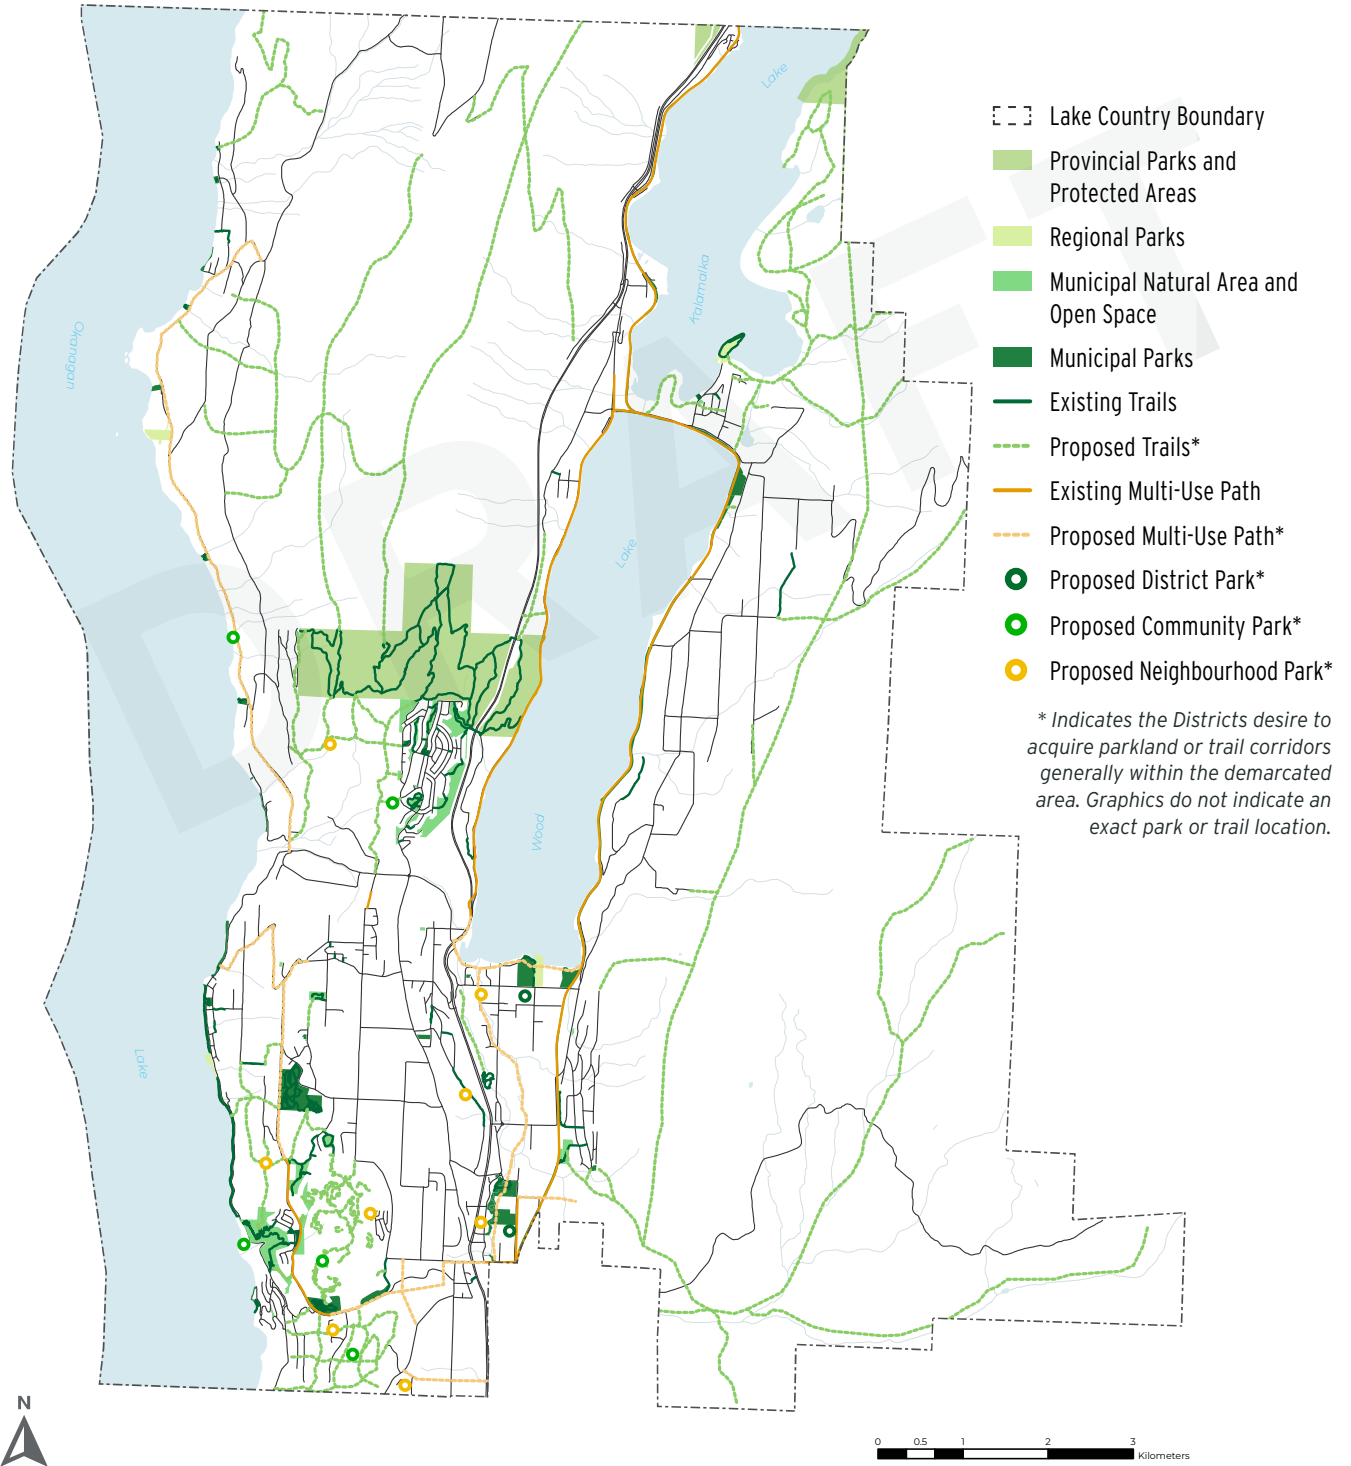 Lake
Kalamalka
Okanagan
Lake
Wood
Lake
DRAFT
Lake Country Boundary
Provincial Parks and
Protected Areas
Regional Parks
Municipal Natural Area and
Open Space
Municipal Parks
Existing Trails
Proposed Trails*
Existing Multi-Use Path
Proposed Multi-Use Path*
Proposed District Park*
Proposed Community Park*
Proposed Neighbourhood Park*
* Indicates the Districts desire to
acquire parkland or trail corridors
generally within the demarcated
area. Graphics do not indicate an
exact park or trail location.
N
0 0.5 1 2 3
Kilometers